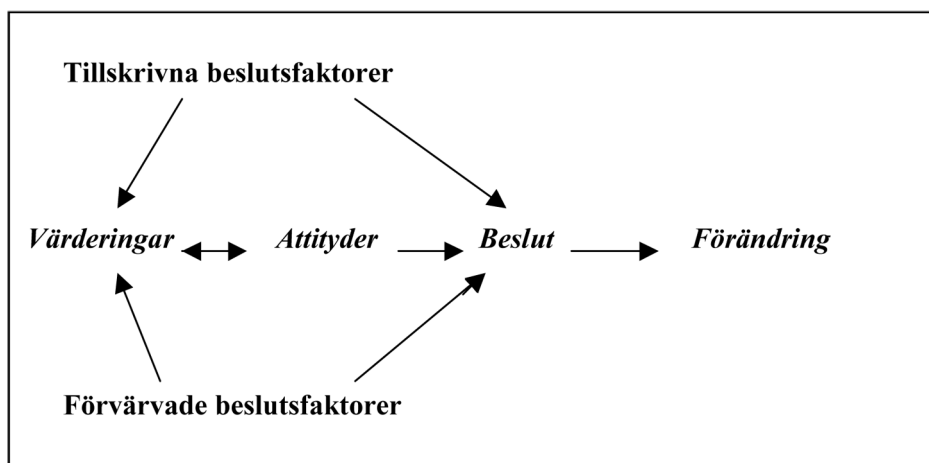 Tillskrivna beslutsfaktorer
Värderingar Attityder Beslut Förändring
Förvärvade beslutsfaktorer